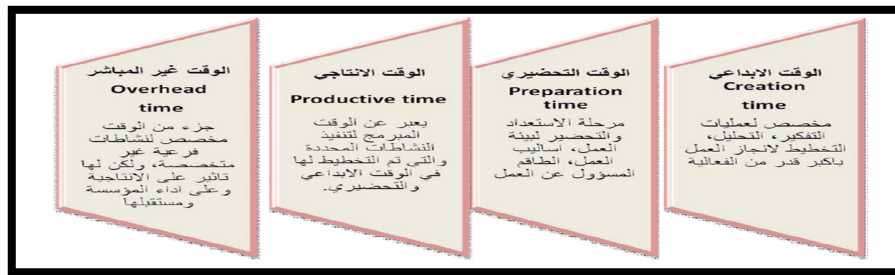 الوقت الابداعي
Creation
time
مخصص لعمليات
التفكير، التحليل،
التخطيط لانجاز العمل
باكبر قدر من الفعالية
الوقت التحضيري
Preparation
time
مرحلة الاستعداد
والتحضير لبيئة
العمل، اساليب
العمل، الطاقم
المسؤول عن العمل
الوقت الانتاجي
Productive time
يعبر عن الوقت
المبرمج لتنفيذ
النشاطات المحددة
والتي تم التخطيط لها
في الوقت الابداعي
والتحضيري.
الوقت غير المباشر
Overhead
time
جزء من الوقت
مخصص لنشاطات
فرعية غير
متخصصة، ولكن لها
تاثير على الانتاجية
وعلى اداء المؤسسة
ومستقبلها